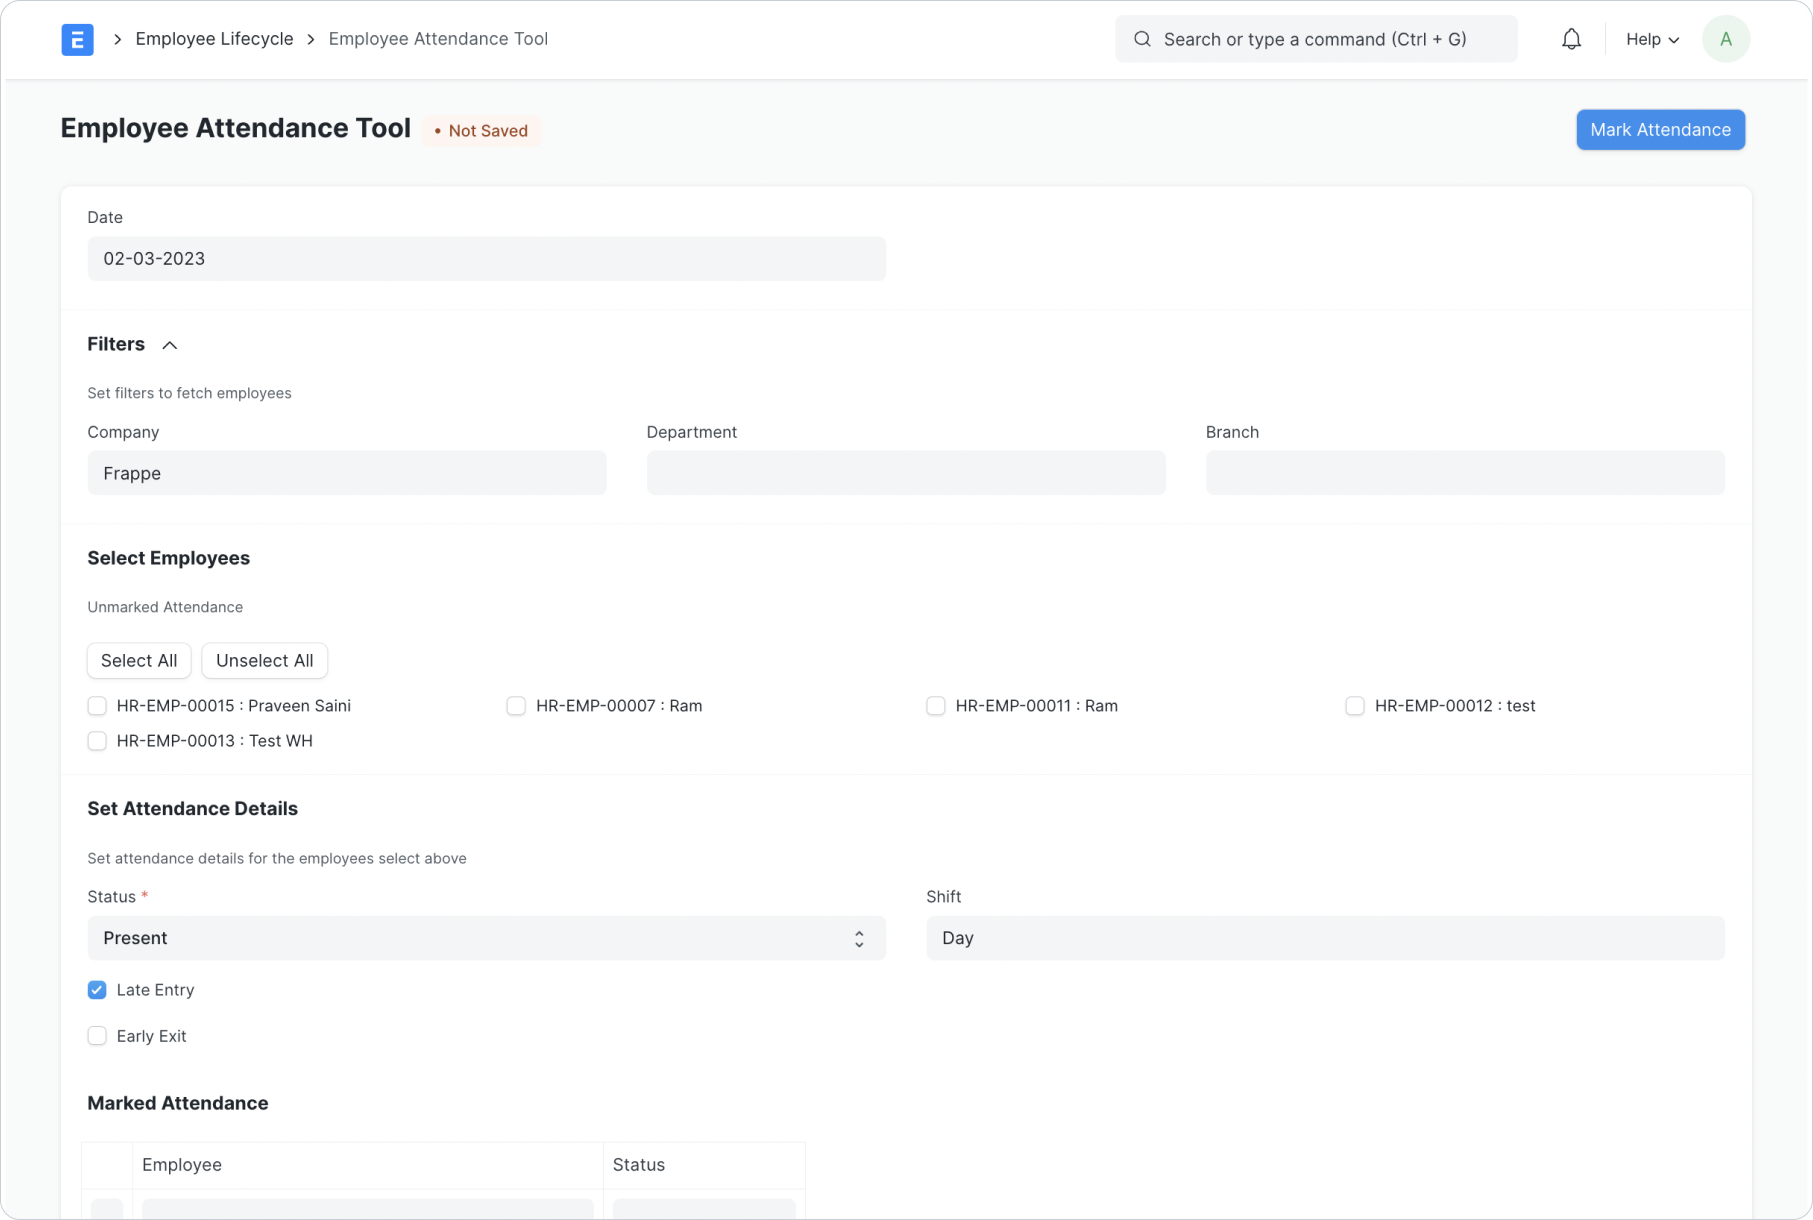 E Employee Lifecycle Employee Attendance Tool Search or type a command (Ctrl + G) Help A
Employee Attendance Tool • Not Saved Mark Attendance
Date
02-03-2023
Filters
Set filters to fetch employees
Company Department Branch
Frappe
Select Employees
Unmarked Attendance
Select All Unselect All
HR-EMP-00015 : Praveen Saini HR-EMP-00007 : Ram HR-EMP-00011 : Ram HR-EMP-00012 : test
HR-EMP-00013 : Test WH
Set Attendance Details
Set attendance details for the employees select above
Status * Shift
Present Day
Late Entry
Early Exit
Marked Attendance
Employee Status